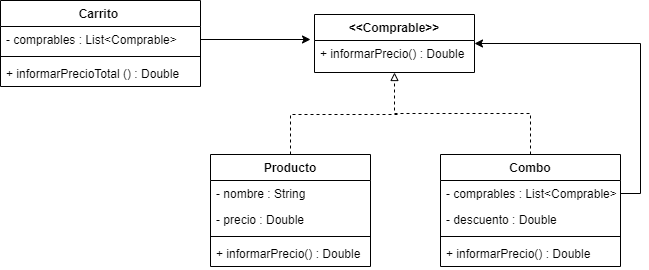 Carrito
- comprables : List<Comprable>
+ informarPrecioTotal () : Double
<<Comprable>>
+ informarPrecio() : Double
Producto
- nombre : String
- precio : Double
+ informarPrecio() : Double
Combo
- comprables : List<Comprable>
- descuento : Double
+ informarPrecio() : Double